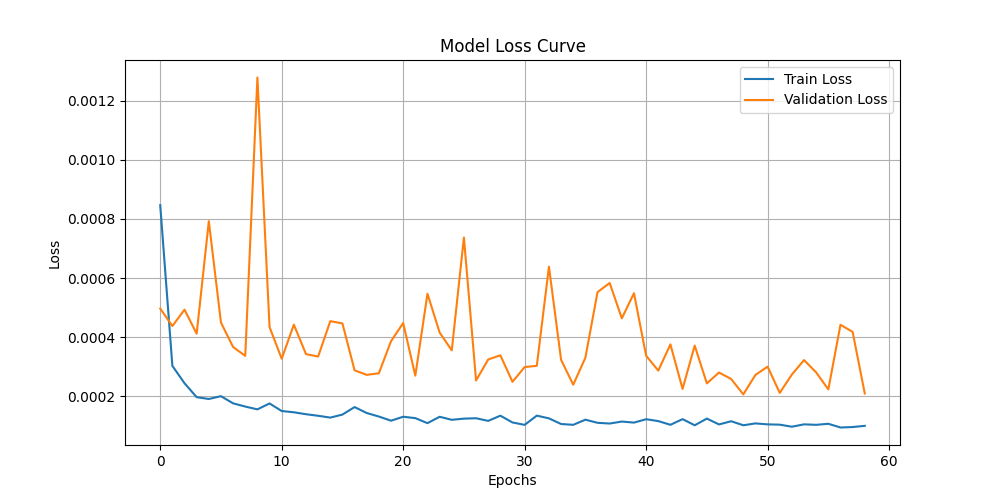 Model Loss Curve
Train Loss
Validation Loss
0.0012
0.0010
0.0008
0.0006
0.0004
0.0002
Loss
0 10 20 30 40 50 60
Epochs